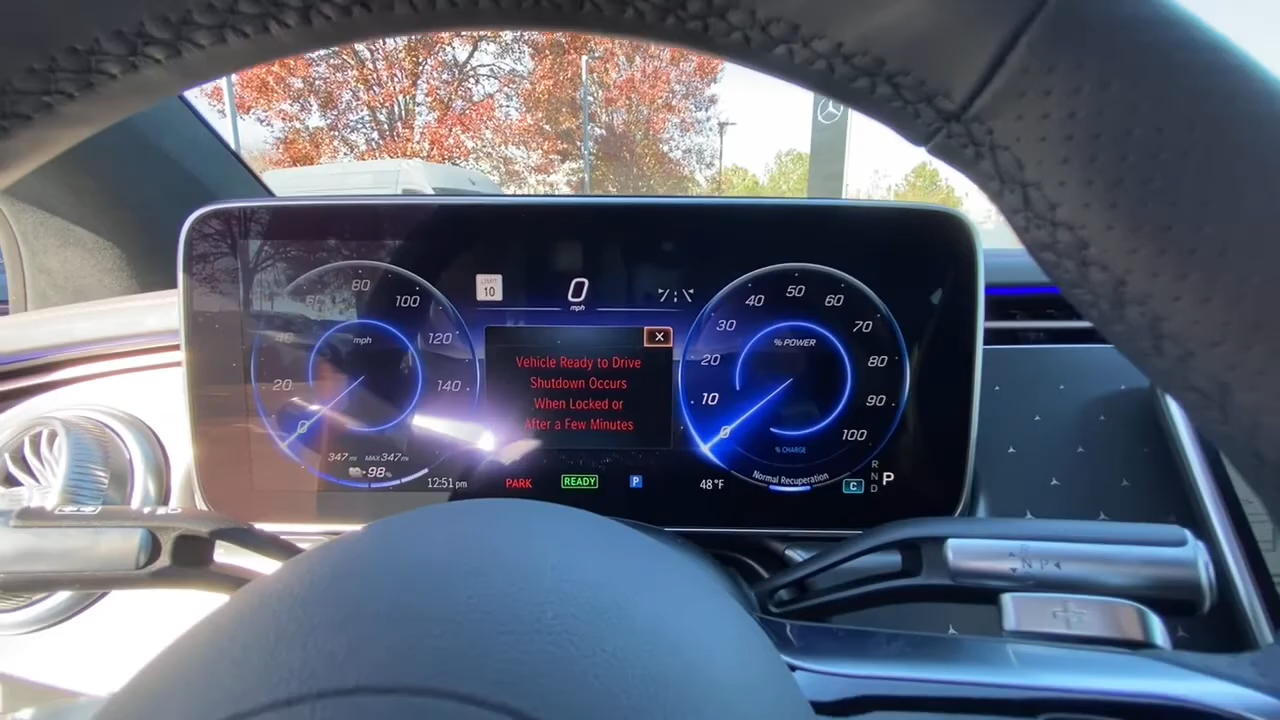 LIMIT
10
0
mph
80
60
100
40
120
mph
20
140
0
347 mi MAX 347 mi
98%
12:51 pm
×
Vehicle Ready to Drive
Shutdown Occurs
When Locked or
After a Few Minutes
PARK
READY
P
50
40
60
30
70
% POWER
20
80
10
90
0
100
% CHARGE
Normal Recuperation
48°F
C
R
N
D
P
N P